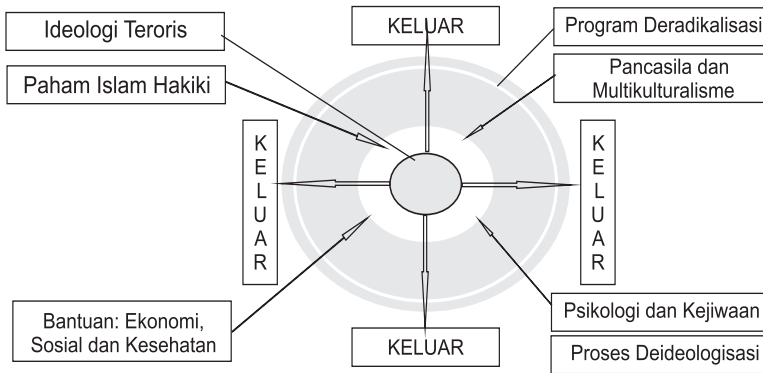 Ideologi Teroris
KELUAR
Program Deradikalisasi
Paham Islam Hakiki
Pancasila dan
Multikulturalisme
K
E
L
U
A
R
K
E
L
U
A
R
Bantuan: Ekonomi,
Sosial dan Kesehatan
KELUAR
Psikologi dan Kejiwaan
Proses Deideologisasi